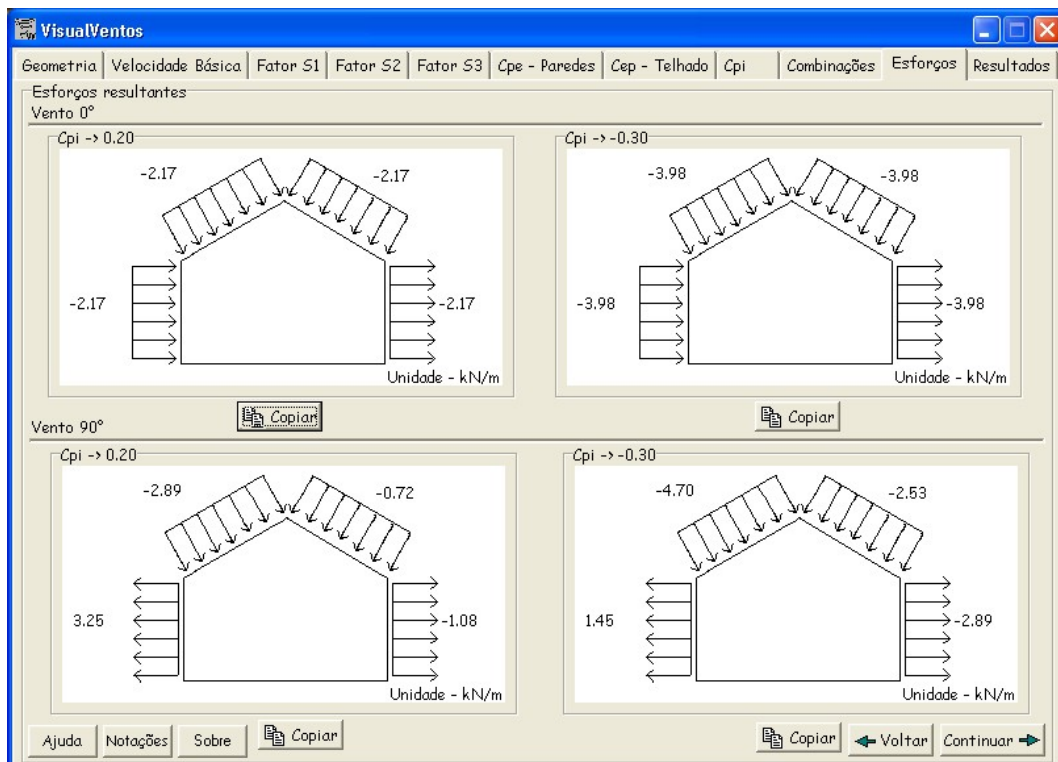 VisualVentos
Geometria Velocidade Básica Fator S1 Fator S2 Fator S3 Cpe - Paredes Cep - Telhado Cpi Combinações Esforços Resultados
Esforços resultantes
Vento 0°
Cpi -> 0.20
-2.17 -2.17
-2.17 -2.17
Unidade - kN/m
Copiar
Cpi -> -0.30
-3.98 -3.98
-3.98 -3.98
Unidade - kN/m
Copiar
Vento 90°
Cpi -> 0.20
-2.89 -0.72
3.25 -1.08
Unidade - kN/m
Cpi -> -0.30
-4.70 -2.53
1.45 -2.89
Unidade - kN/m
Ajuda Notações Sobre Copiar Copiar Voltar Continuar